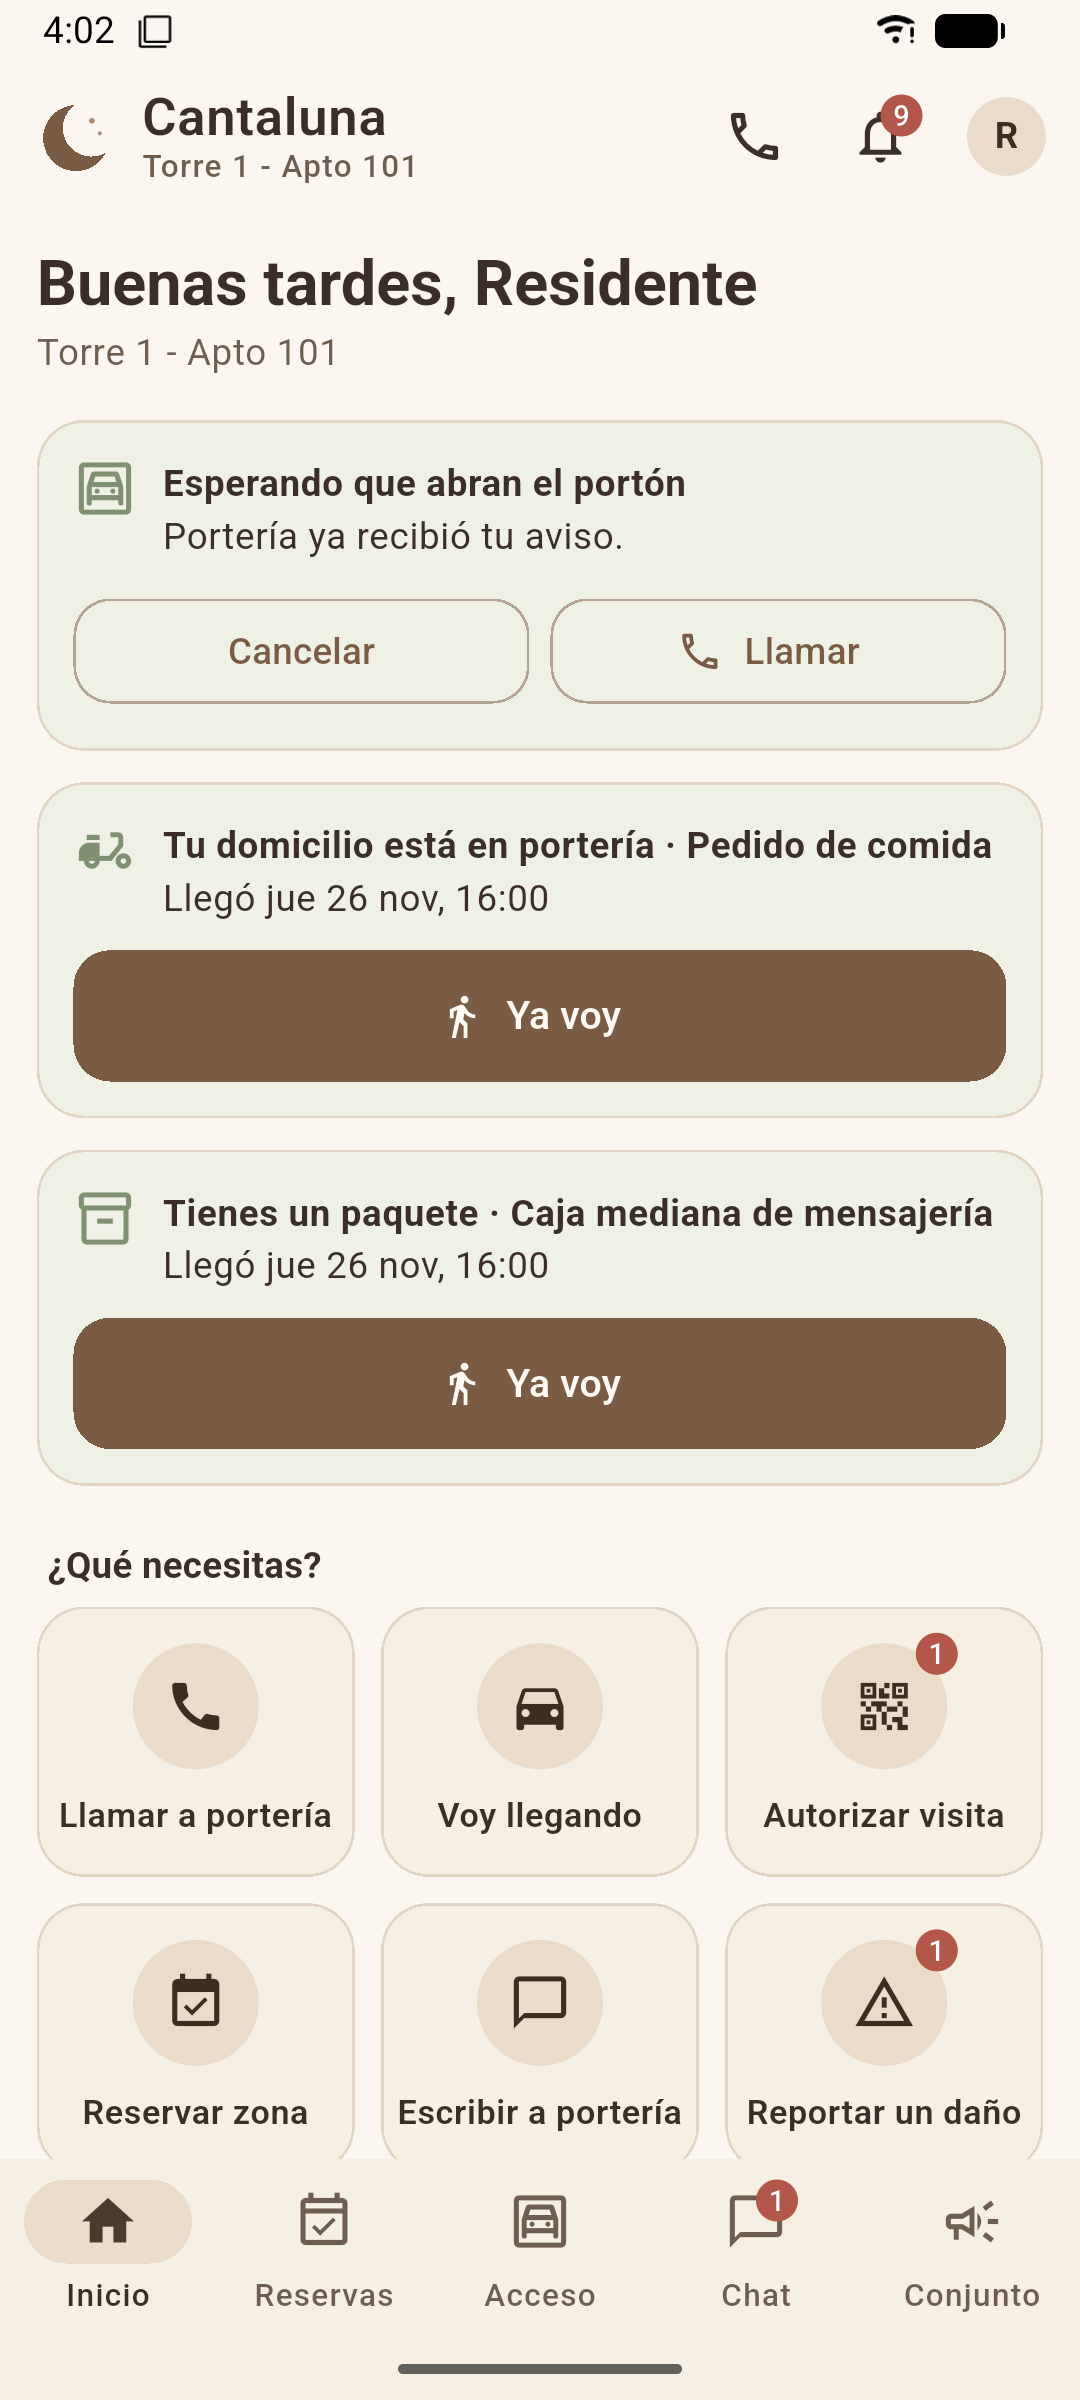 4:02
Cantaluna
Torre 1 - Apto 101
9
R
Buenas tardes, Residente
Torre 1 - Apto 101
Esperando que abran el portón
Portería ya recibió tu aviso.
Cancelar
Llamar
Tu domicilio está en portería · Pedido de comida
Llegó jue 26 nov, 16:00
Ya voy
Tienes un paquete · Caja mediana de mensajería
Llegó jue 26 nov, 16:00
Ya voy
¿Qué necesitas?
1
Llamar a portería
Voy llegando
Autorizar visita
1
Reservar zona
Escribir a portería
Reportar un daño
1
Inicio
Reservas
Acceso
Chat
Conjunto